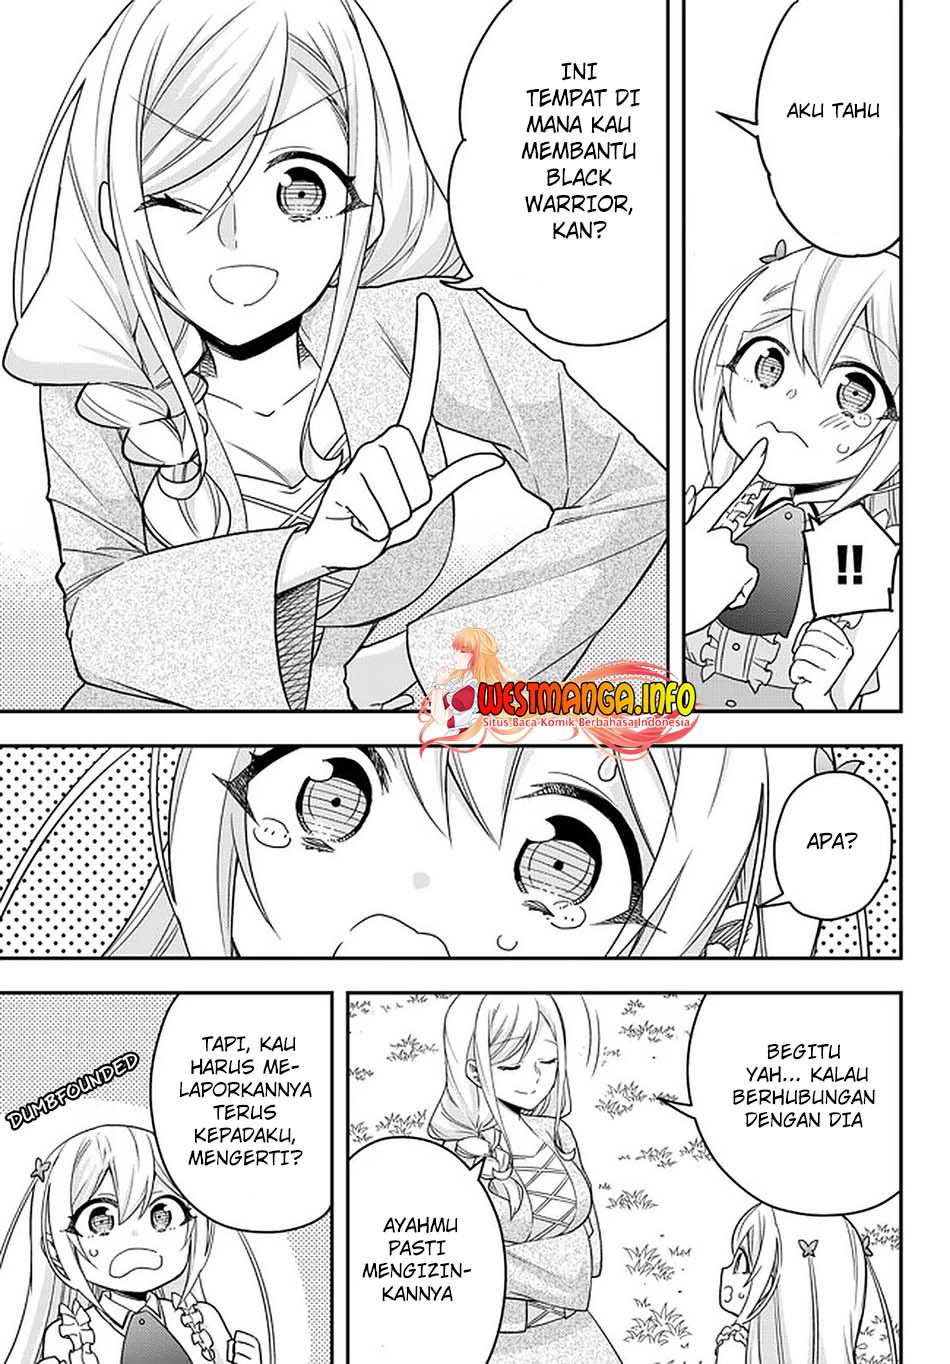 AKU TAHU
!!
INI
TEMPAT DI
MANA KAU
MEMBANTU
BLACK
WARRIOR,
KAN?
WESTMANGA.INFO
Situs Baca Komik Berbahasa Indonesia
APA?
BEGITU
YAH... KALAU
BERHUBUNGAN
DENGAN DIA
AYAHMU
PASTI
MENGIZIN-
KANNYA
TAPI, KAU
HARUS ME-
LAPORKANNYA
TERUS
KEPADAKU,
MENGERTI?
DUMBFOUNDED